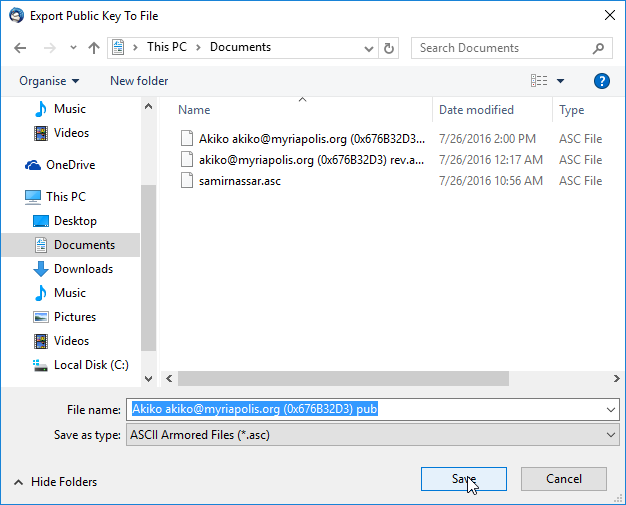 Export Public Key To File
This PC > Documents
Search Documents
Organise
New folder
?
Name
Date modified
Type
Music
Videos
OneDrive
This PC
Desktop
Documents
Downloads
Music
Pictures
Videos
Local Disk (C:)
Akiko akiko@myriapolis.org (0x676B32D3... 7/26/2016 2:00 PM ASC File
akiko@myriapolis.org (0x676B32D3) rev.a... 7/26/2016 12:17 AM ASC File
samirnassar.asc 7/26/2016 10:56 AM ASC File
File name: Akiko akiko@myriapolis.org (0x676B32D3) pub
Save as type: ASCII Armored Files (*.asc)
Hide Folders
Save
Cancel